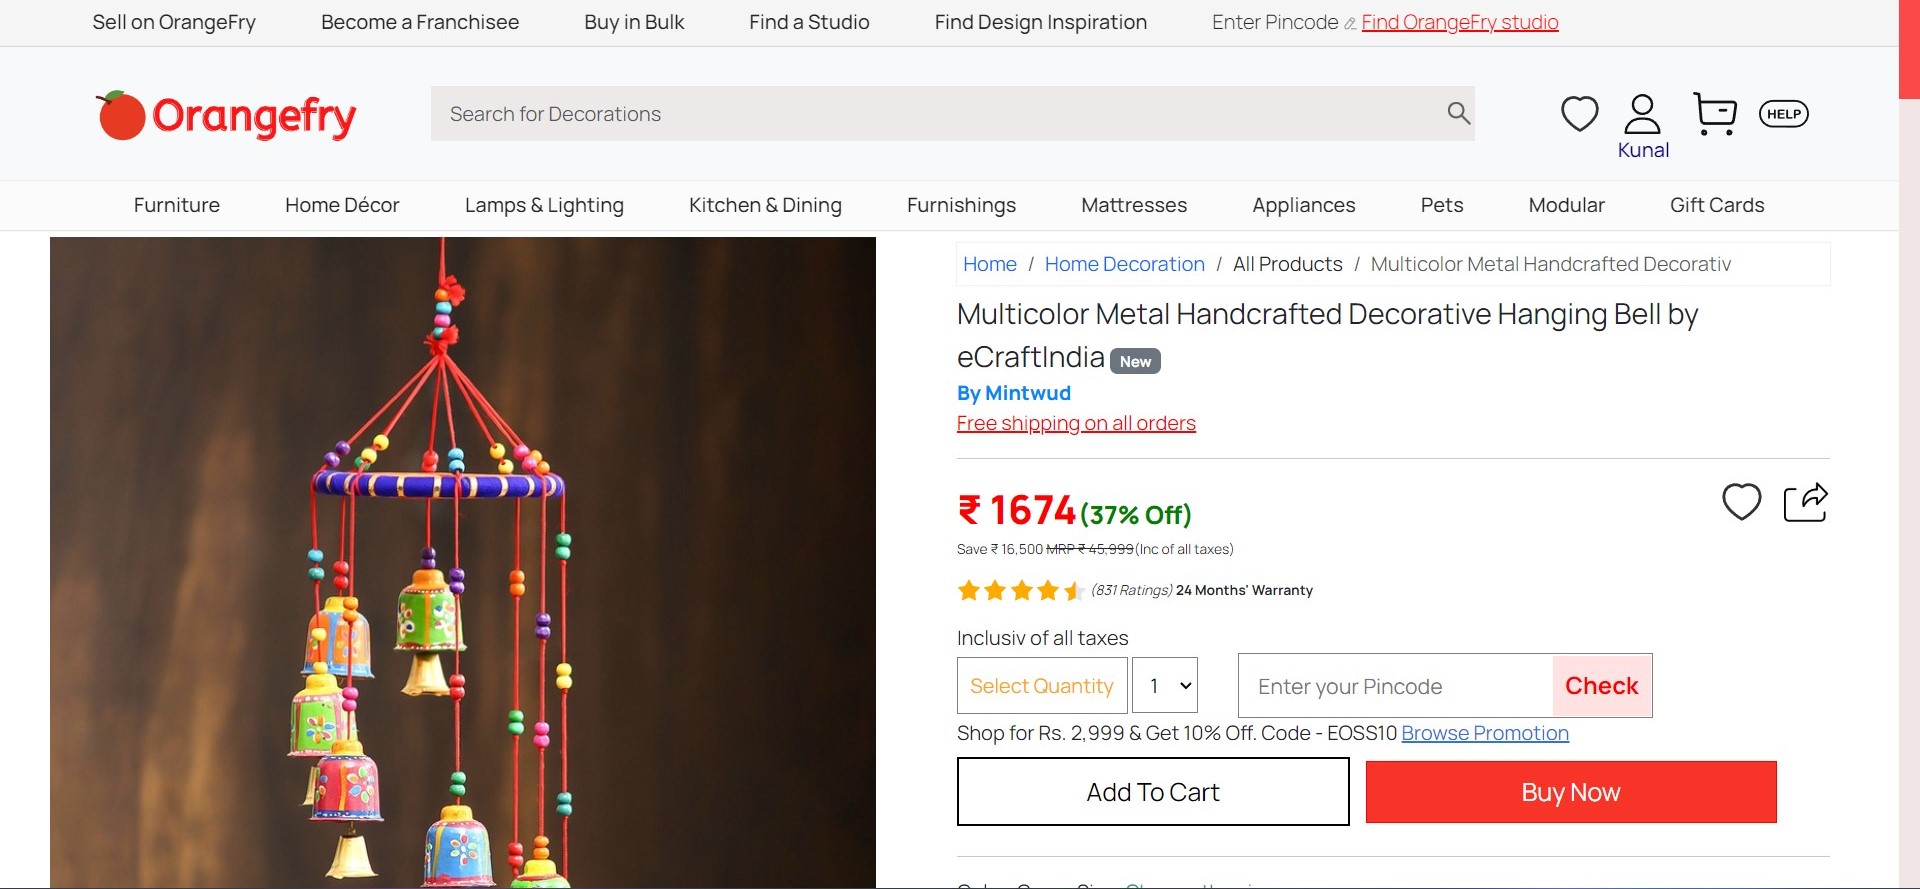 Sell on OrangeFry Become a Franchisee Buy in Bulk Find a Studio Find Design Inspiration Enter Pincode Find OrangeFry studio
Orangefry
Search for Decorations
HELP
Kunal
Furniture Home Décor Lamps & Lighting Kitchen & Dining Furnishings Mattresses Appliances Pets Modular Gift Cards
Home / Home Decoration / All Products / Multicolor Metal Handcrafted Decorativ
Multicolor Metal Handcrafted Decorative Hanging Bell by
eCraftIndia New
By Mintwud
Free shipping on all orders
₹ 1674 (37% Off)
Save ₹ 16,500 MRP ₹ 45,999(Inc of all taxes)
(831 Ratings) 24 Months' Warranty
Inclusiv of all taxes
Select Quantity 1 Enter your Pincode Check
Shop for Rs. 2,999 & Get 10% Off. Code - EOSS10 Browse Promotion
Add To Cart Buy Now